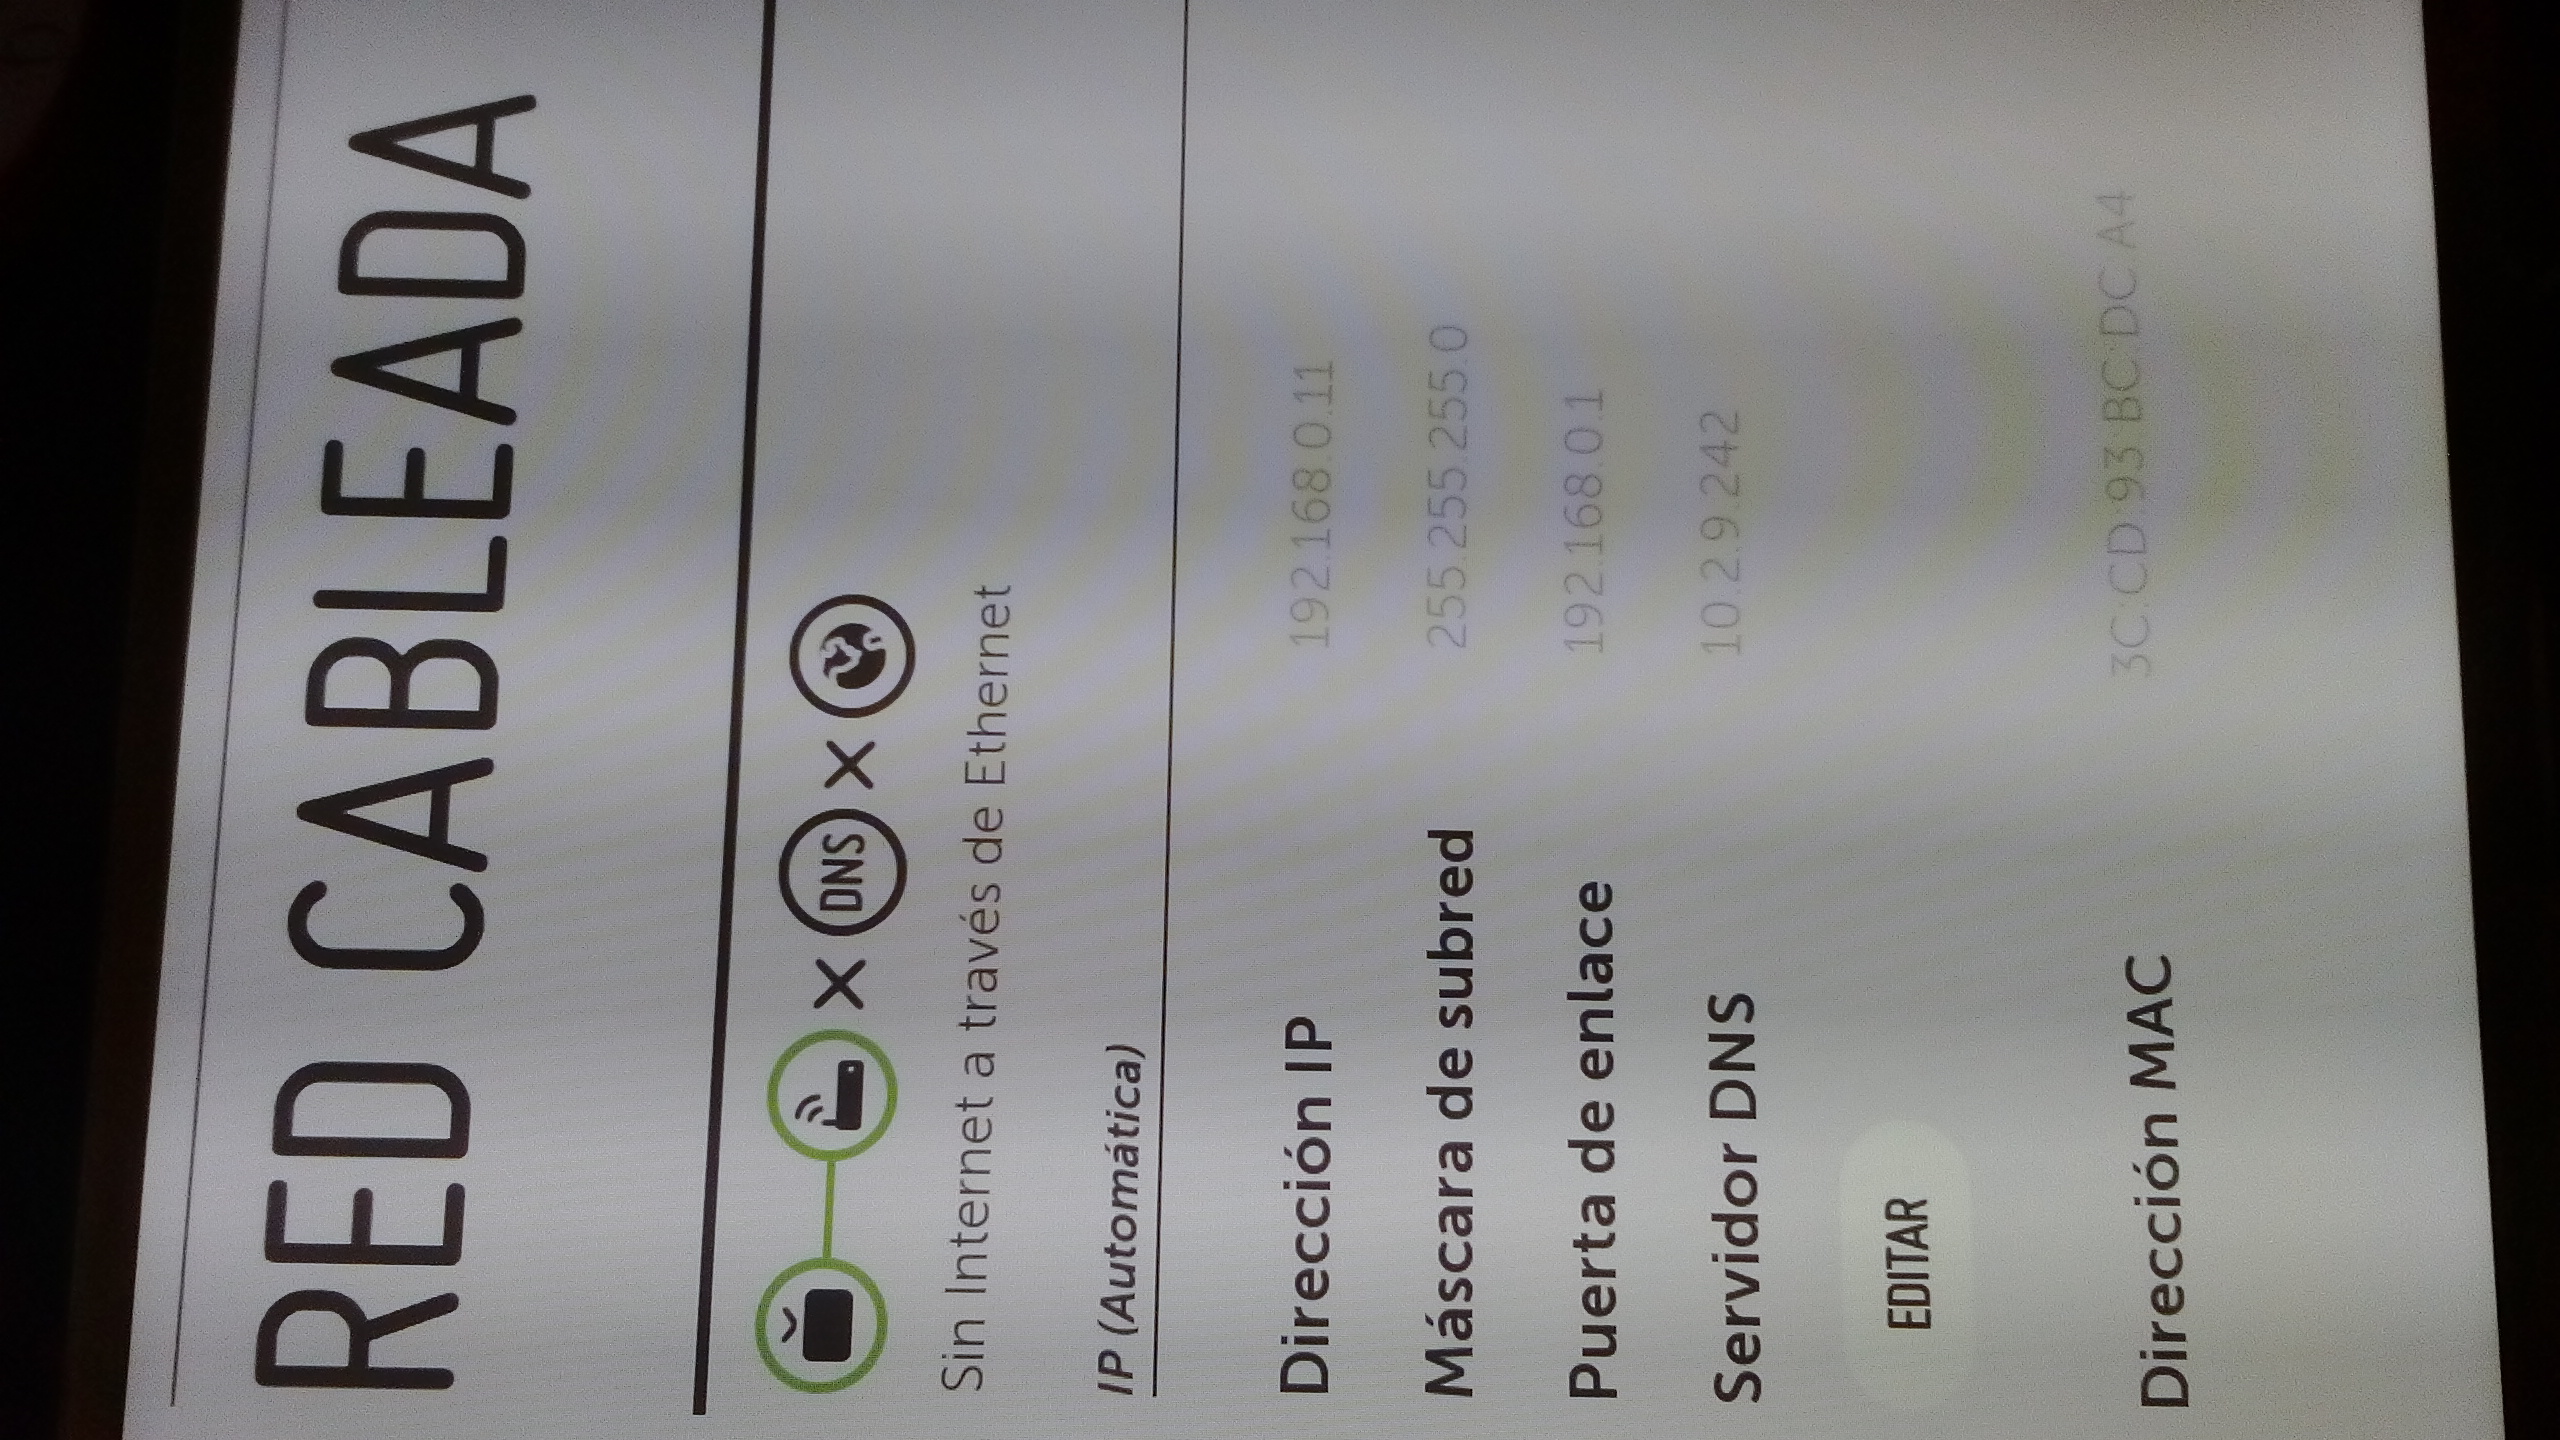 RED CABLEADA
DNS
Sin Internet a través de Ethernet
IP (Automática)
Dirección IP 192.168.0.11
Máscara de subred 255.255.255.0
Puerta de enlace 192.168.0.1
Servidor DNS 10.2.9.242
EDITAR
Dirección MAC 3C:CD:93:BC:DC:A4